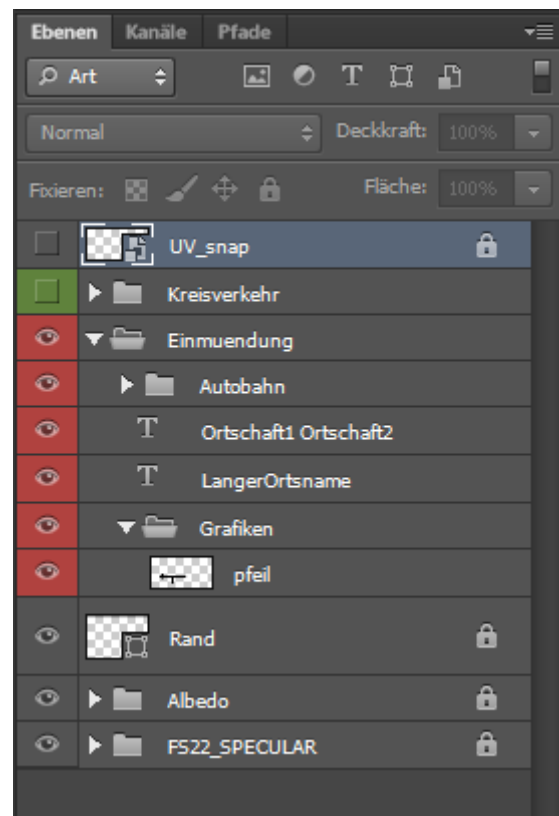 Ebenen Kanäle Pfade
Art T
Normal Deckkraft: 100%
Fixieren: Fläche: 100%
UV_snap
Kreisverkehr
Einmuendung
Autobahn
T Ortschaft1 Ortschaft2
T LangerOrtsname
Grafiken
pfeil
Rand
Albedo
FS22_SPECULAR